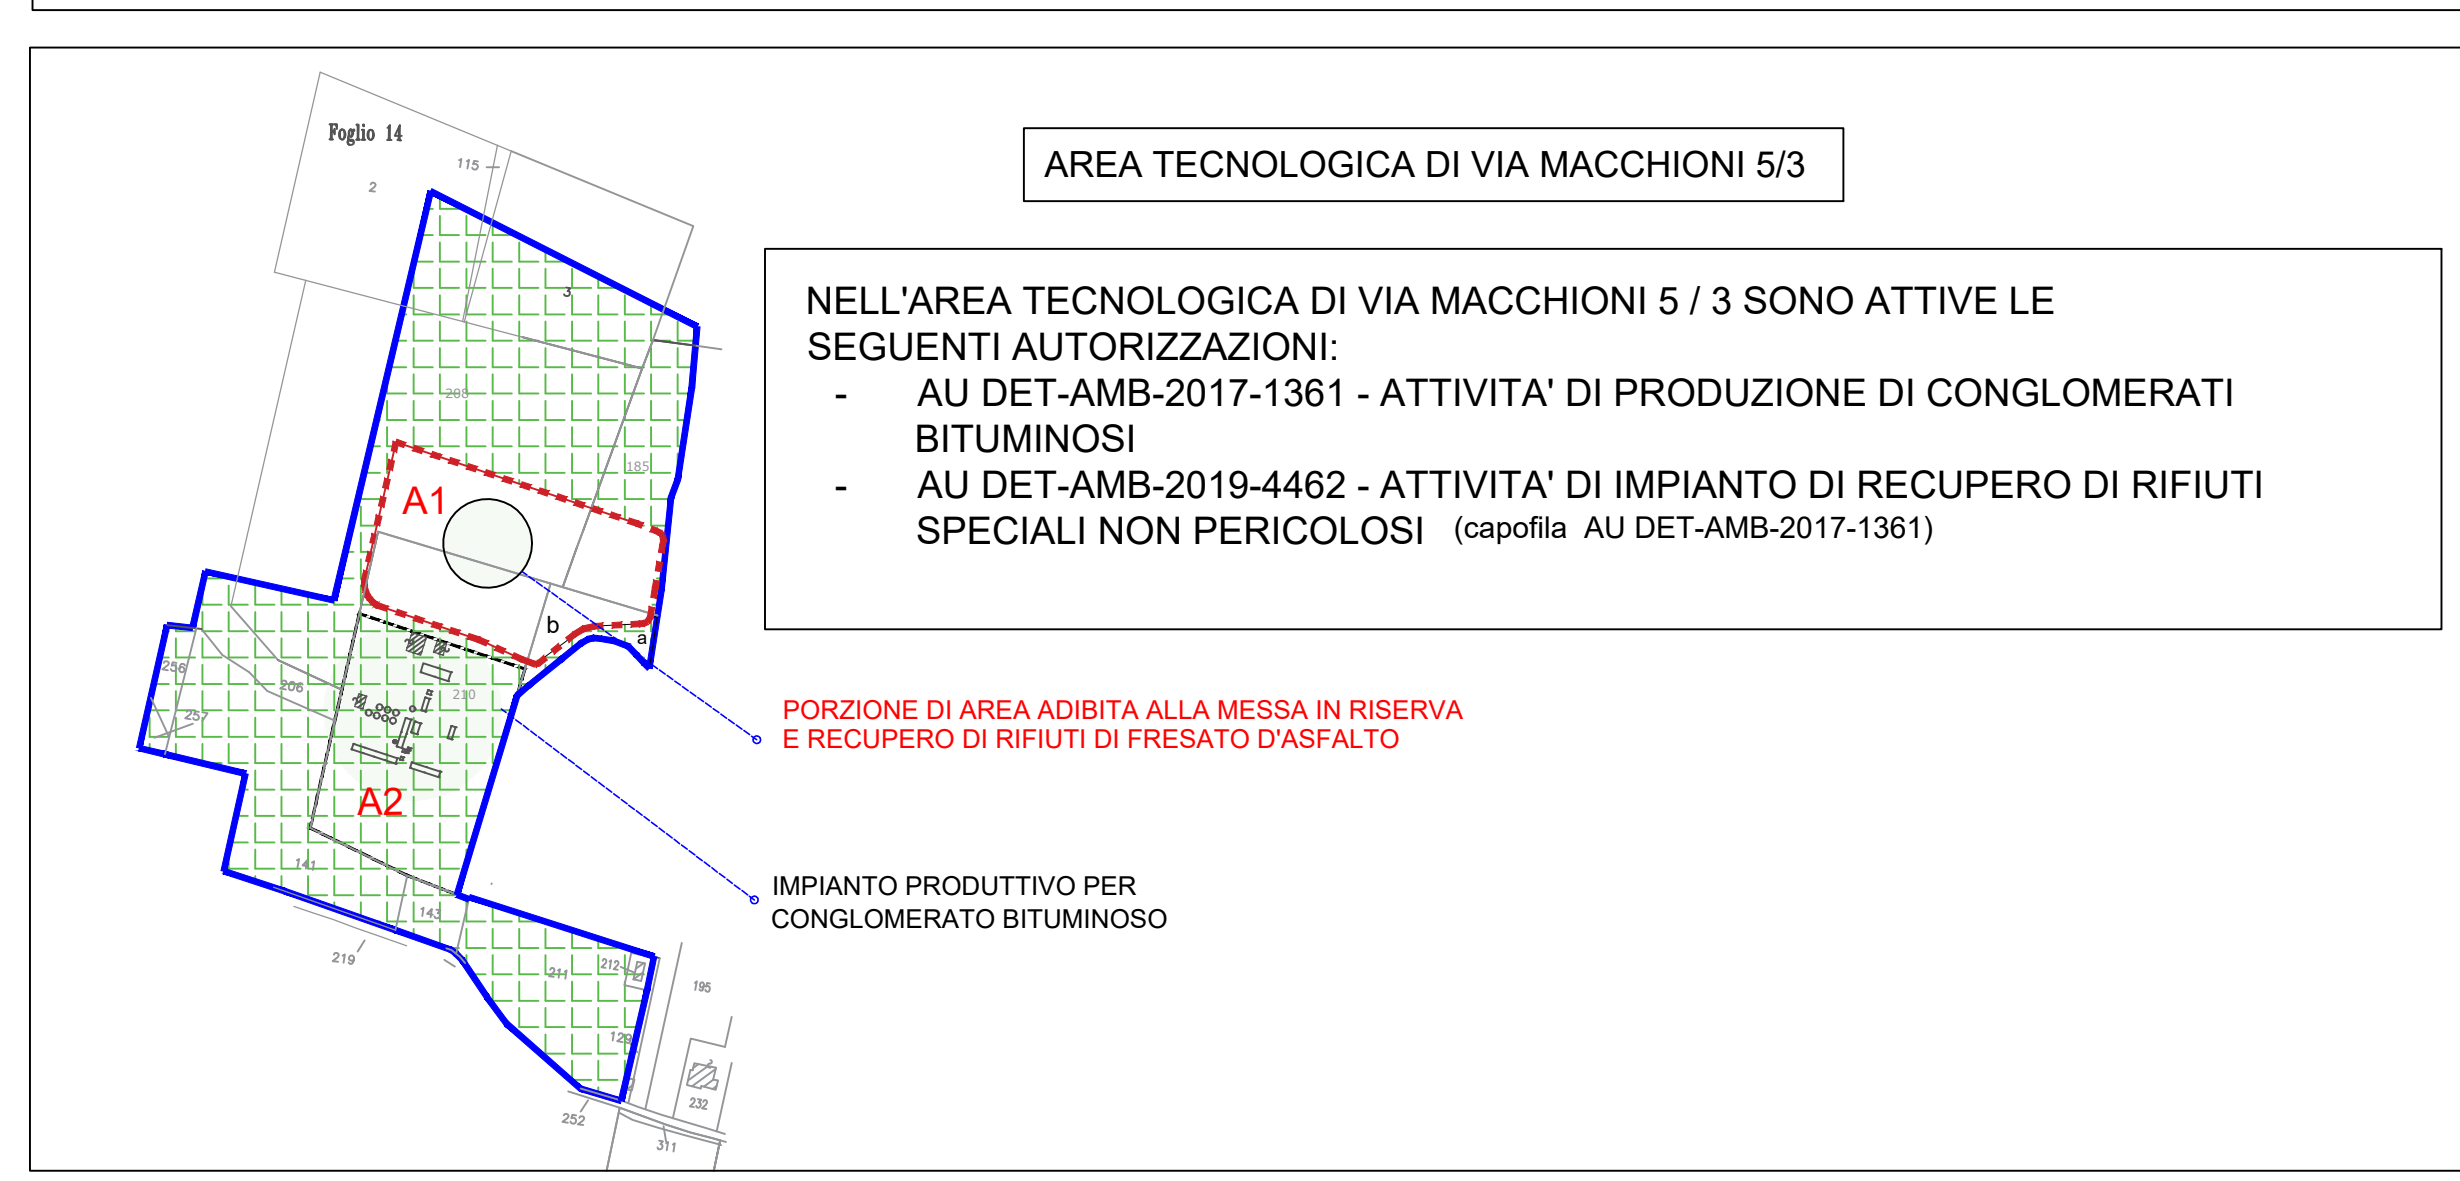 Foglio 14
115
2
3
208
185
A1
b
a
256
206
257
210
A2
141
143
219
211
212
195
129
232
252
311
AREA TECNOLOGICA DI VIA MACCHIONI 5/3
NELL'AREA TECNOLOGICA DI VIA MACCHIONI 5 / 3 SONO ATTIVE LE
SEGUENTI AUTORIZZAZIONI:
- AU DET-AMB-2017-1361 - ATTIVITA' DI PRODUZIONE DI CONGLOMERATI
BITUMINOSI
- AU DET-AMB-2019-4462 - ATTIVITA' DI IMPIANTO DI RECUPERO DI RIFIUTI
SPECIALI NON PERICOLOSI (capofila AU DET-AMB-2017-1361)
PORZIONE DI AREA ADIBITA ALLA MESSA IN RISERVA
E RECUPERO DI RIFIUTI DI FRESATO D'ASFALTO
IMPIANTO PRODUTTIVO PER
CONGLOMERATO BITUMINOSO